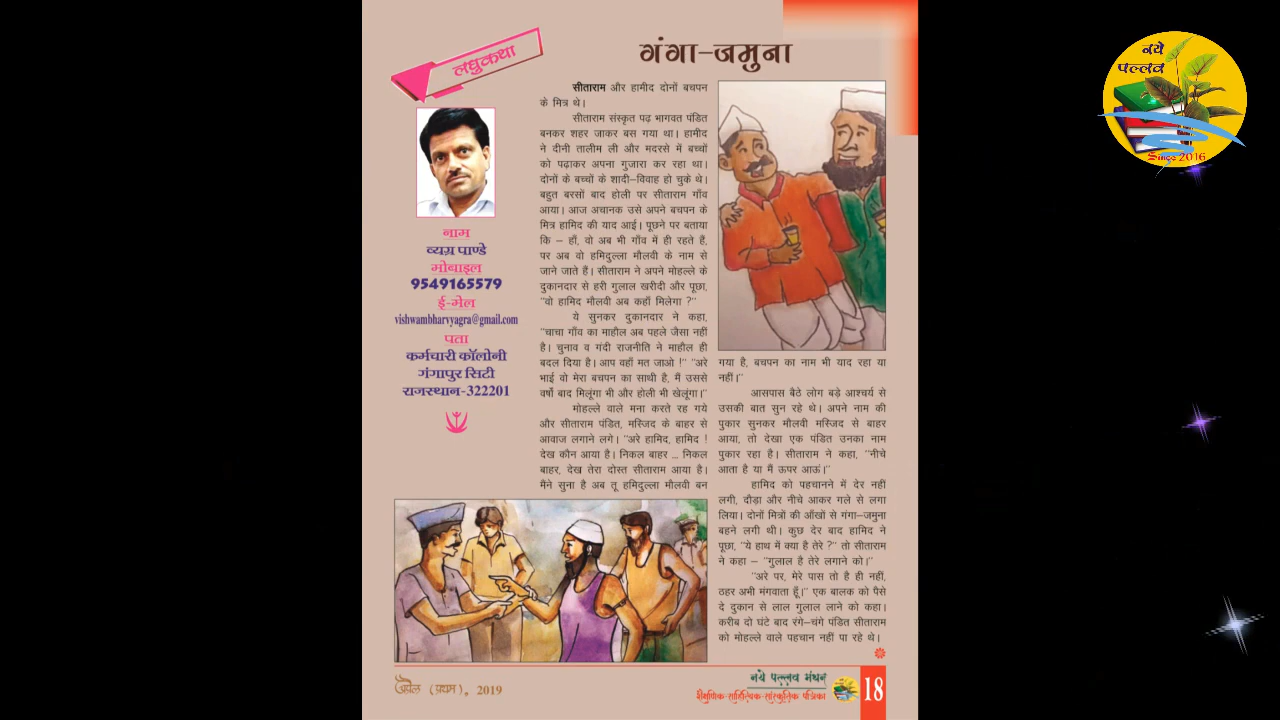 लघुकथा
गंगा-जमुना
नाम
व्यग्र पाण्डे
मोबाइल
9549165579
ई-मेल
vishwambharvyagra@gmail.com
पता
कर्मचारी कॉलोनी
गंगापुर सिटी
राजस्थान-322201
सीताराम और हामीद दोनों बचपन
के मित्र थे।
सीताराम संस्कृत पढ़ भागवत पंडित
बनकर शहर जाकर बस गया था। हामीद
ने दीनी तालीम ली और मदरसे में बच्चों
को पढ़ाकर अपना गुजारा कर रहा था।
दोनों के बच्चों के शादी-विवाह हो चुके थे।
बहुत बरसों बाद होली पर सीताराम गाँव
आया। आज अचानक उसे अपने बचपन के
मित्र हामिद की याद आई। पूछने पर बताया
कि – हाँ, वो अब भी गाँव में ही रहते हैं,
पर अब वो हमिदुल्ला मौलवी के नाम से
जाने जाते हैं। सीताराम ने अपने मोहल्ले के
दुकानदार से हरी गुलाल खरीदी और पूछा,
"वो हामिद मौलवी अब कहाँ मिलेगा ?"
ये सुनकर दुकानदार ने कहा,
"चाचा गाँव का माहौल अब पहले जैसा नहीं
है। चुनाव व गंदी राजनीति ने माहौल ही
बदल दिया है। आप वहाँ मत जाओ !" "अरे
भाई वो मेरा बचपन का साथी है, मैं उससे
वर्षों बाद मिलूंगा भी और होली भी खेलूंगा।"
मोहल्ले वाले मना करते रह गये
और सीताराम पंडित, मस्जिद के बाहर से
आवाज लगाने लगे। "अरे हामिद, हामिद !
देख कौन आया है। निकल बाहर ... निकल
बाहर, देख तेरा दोस्त सीताराम आया है।
मैंने सुना है अब तू हमिदुल्ला मौलवी बन
गया है, बचपन का नाम भी याद रहा या
नहीं।"
आसपास बैठे लोग बड़े आश्चर्य से
उसकी बात सुन रहे थे। अपने नाम की
पुकार सुनकर मौलवी मस्जिद से बाहर
आया, तो देखा एक पंडित उनका नाम
पुकार रहा है। सीताराम ने कहा, "नीचे
आता है या मैं ऊपर आऊं।"
हामिद को पहचानने में देर नहीं
लगी, दौड़ा और नीचे आकर गले से लगा
लिया। दोनों मित्रों की आँखों से गंगा-जमुना
बहने लगी थी। कुछ देर बाद हामिद ने
पूछा, "ये हाथ में क्या है तेरे ?" तो सीताराम
ने कहा – "गुलाल है तेरे लगाने को।"
"अरे पर, मेरे पास तो है ही नहीं,
ठहर अभी मंगवाता हूँ।" एक बालक को पैसे
दे दुकान से लाल गुलाल लाने को कहा।
करीब दो घंटे बाद रंगे-चंगे पंडित सीताराम
को मोहल्ले वाले पहचान नहीं पा रहे थे।
अप्रैल (प्रथम), 2019
नये पल्लव मंथन
शैक्षणिक-साहित्यिक-सांस्कृतिक पत्रिका
18
नये
पल्लव
Since 2016